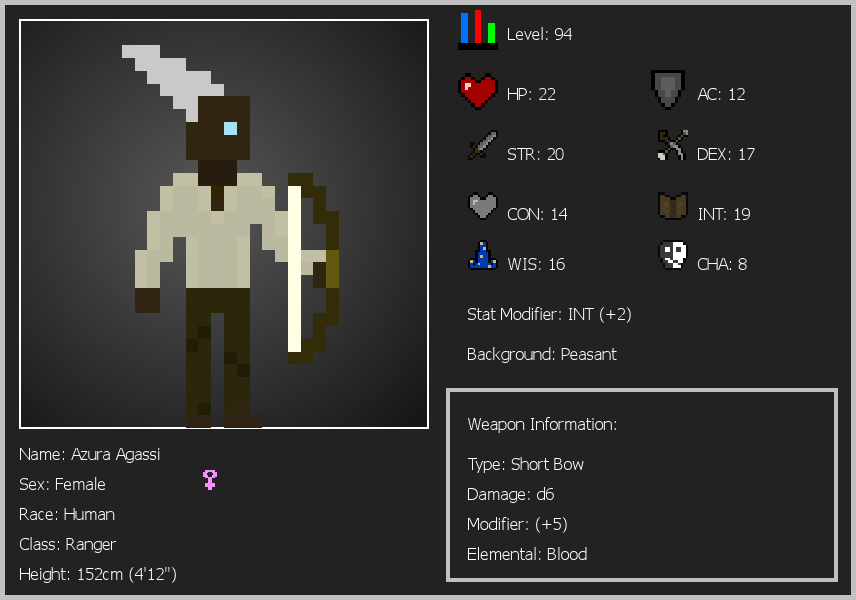 Level: 94
HP: 22
AC: 12
STR: 20
DEX: 17
CON: 14
INT: 19
WIS: 16
CHA: 8
Stat Modifier: INT (+2)
Background: Peasant
Weapon Information:
Type: Short Bow
Damage: d6
Modifier: (+5)
Elemental: Blood
Name: Azura Agassi
Sex: Female
Race: Human
Class: Ranger
Height: 152cm (4'12")